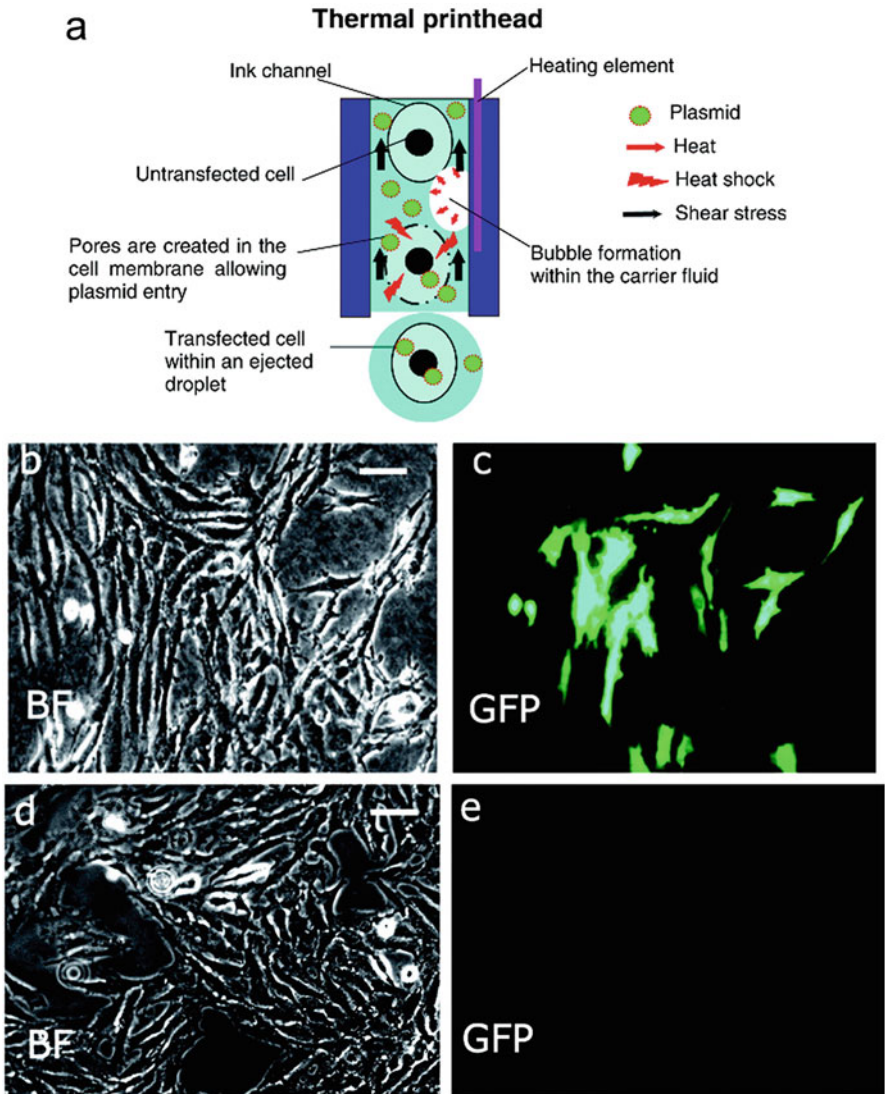 a
Thermal printhead
Ink channel
Heating element
Plasmid
Heat
Heat shock
Shear stress
Untransfected cell
Pores are created in the
cell membrane allowing
plasmid entry
Bubble formation
within the carrier fluid
Transfected cell
within an ejected
droplet
b
BF
c
GFP
d
BF
e
GFP